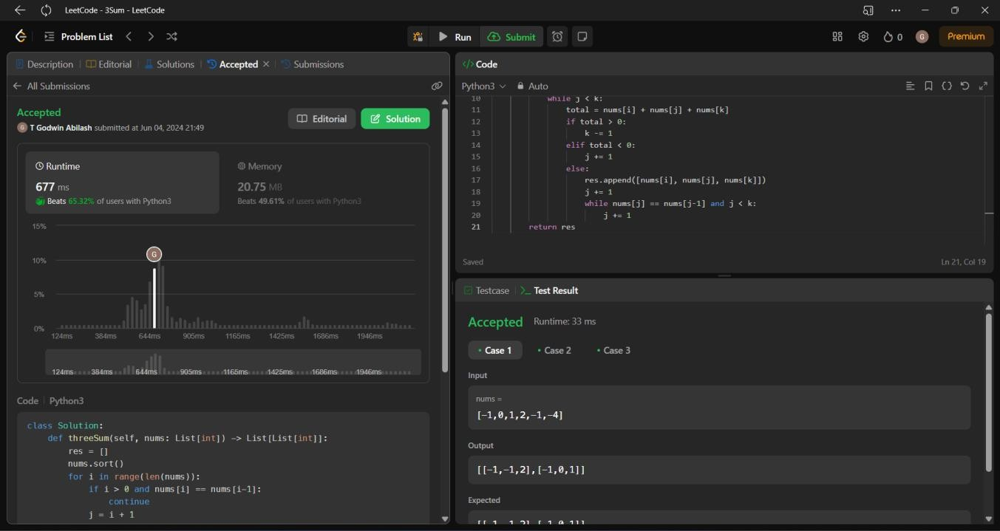 LeetCode - 3Sum - LeetCode
Problem List
Run
Submit
0
G
Premium
Description
Editorial
Solutions
Accepted
Submissions
All Submissions
Accepted
Editorial
Solution
G T Godwin Abilash submitted at Jun 04, 2024 21:49
Runtime
677 ms
Beats 65.32% of users with Python3
Memory
20.75 MB
Beats 49.61% of users with Python3
15%
10%
5%
0%
G
124ms 384ms 644ms 905ms 1165ms 1425ms 1686ms 1946ms
124ms 384ms 644ms 905ms 1165ms 1425ms 1686ms 1946ms
Code | Python3
class Solution:
def threeSum(self, nums: List[int]) -> List[List[int]]:
res = []
nums.sort()
for i in range(len(nums)):
if i > 0 and nums[i] == nums[i-1]:
continue
j = i + 1
</> Code
Python3
Auto
10 while j < k:
11 total = nums[i] + nums[j] + nums[k]
12 if total > 0:
13 k -= 1
14 elif total < 0:
15 j += 1
16 else:
17 res.append([nums[i], nums[j], nums[k]])
18 j += 1
19 while nums[j] == nums[j-1] and j < k:
20 j += 1
21 return res
Saved
Ln 21, Col 19
Testcase
>_ Test Result
Accepted Runtime: 33 ms
• Case 1 • Case 2 • Case 3
Input
nums =
[-1,0,1,2,-1,-4]
Output
[[-1,-1,2],[-1,0,1]]
Expected
[[-1,-1,2],[-1,0,1]]